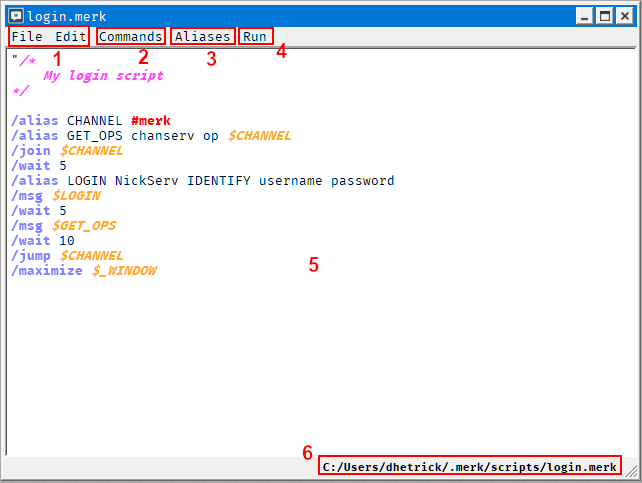 login.merk
File Edit Commands Aliases Run
1 2 3 4
"/*
My login script
*/
/alias CHANNEL #merk
/alias GET_OPS chanserv op $CHANNEL
/join $CHANNEL
/wait 5
/alias LOGIN NickServ IDENTIFY username password
/msg $LOGIN
/wait 5
/msg $GET_OPS
/wait 10
/jump $CHANNEL
/maximize $_WINDOW
5
6
C:/Users/dhetrick/.merk/scripts/login.merk